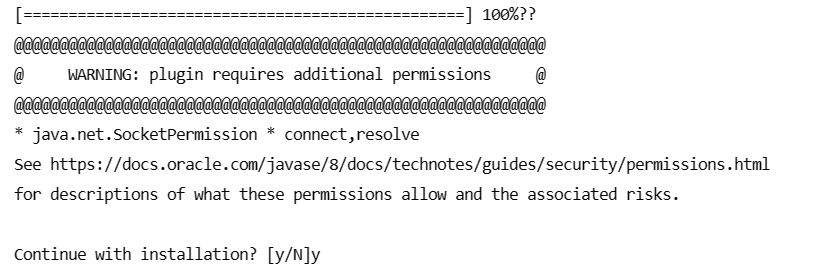 [=================================================] 100%??
@@@@@@@@@@@@@@@@@@@@@@@@@@@@@@@@@@@@@@@@@@@@@@@@@@@@@@@@@@@
@     WARNING: plugin requires additional permissions     @
@@@@@@@@@@@@@@@@@@@@@@@@@@@@@@@@@@@@@@@@@@@@@@@@@@@@@@@@@@@
* java.net.SocketPermission * connect,resolve
See https://docs.oracle.com/javase/8/docs/technotes/guides/security/permissions.html
for descriptions of what these permissions allow and the associated risks.

Continue with installation? [y/N]y